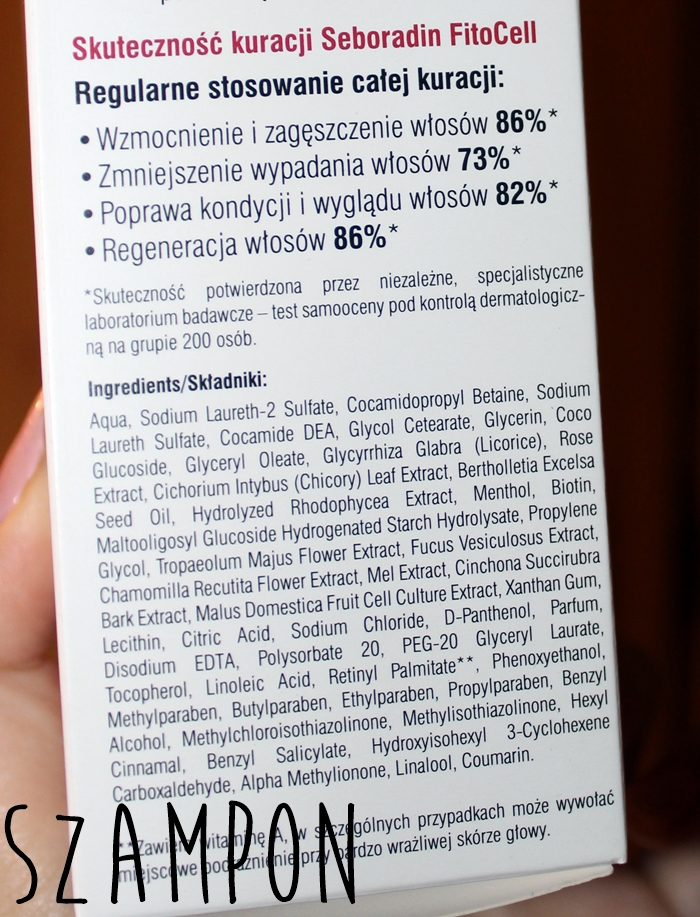 Skuteczność kuracji Seboradin FitoCell
Regularne stosowanie całej kuracji:
• Wzmocnienie i zagęszczenie włosów 86%*
• Zmniejszenie wypadania włosów 73%*
• Poprawa kondycji i wyglądu włosów 82%*
• Regeneracja włosów 86%*
*Skuteczność potwierdzona przez niezależne, specjalistyczne
laboratorium badawcze – test samooceny pod kontrolą dermatologicz-
ną na grupie 200 osób.
Ingredients/Składniki:
Aqua, Sodium Laureth-2 Sulfate, Cocamidopropyl Betaine, Sodium
Laureth Sulfate, Cocamide DEA, Glycol Cetearate, Glycerin, Coco
Glucoside, Glyceryl Oleate, Glycyrrhiza Glabra (Licorice), Rose
Extract, Cichorium Intybus (Chicory) Leaf Extract, Bertholletia Excelsa
Seed Oil, Hydrolyzed Rhodophycea Extract, Menthol, Biotin,
Maltooligosyl Glucoside Hydrogenated Starch Hydrolysate, Propylene
Glycol, Tropaeolum Majus Flower Extract, Fucus Vesiculosus Extract,
Chamomilla Recutita Flower Extract, Mel Extract, Cinchona Succirubra
Bark Extract, Malus Domestica Fruit Cell Culture Extract, Xanthan Gum,
Lecithin, Citric Acid, Sodium Chloride, D-Panthenol, Parfum,
Disodium EDTA, Polysorbate 20, PEG-20 Glyceryl Laurate,
Tocopherol, Linoleic Acid, Retinyl Palmitate**, Phenoxyethanol,
Methylparaben, Butylparaben, Ethylparaben, Propylparaben, Benzyl
Alcohol, Methylchloroisothiazolinone, Methylisothiazolinone, Hexyl
Cinnamal, Benzyl Salicylate, Hydroxyisohexyl 3-Cyclohexene
Carboxaldehyde, Alpha Methylionone, Linalool, Coumarin.
**Zawiera witaminę A, w szczególnych przypadkach może wywołać
miejscowe podrażnienie przy bardzo wrażliwej skórze głowy.
SZAMPON